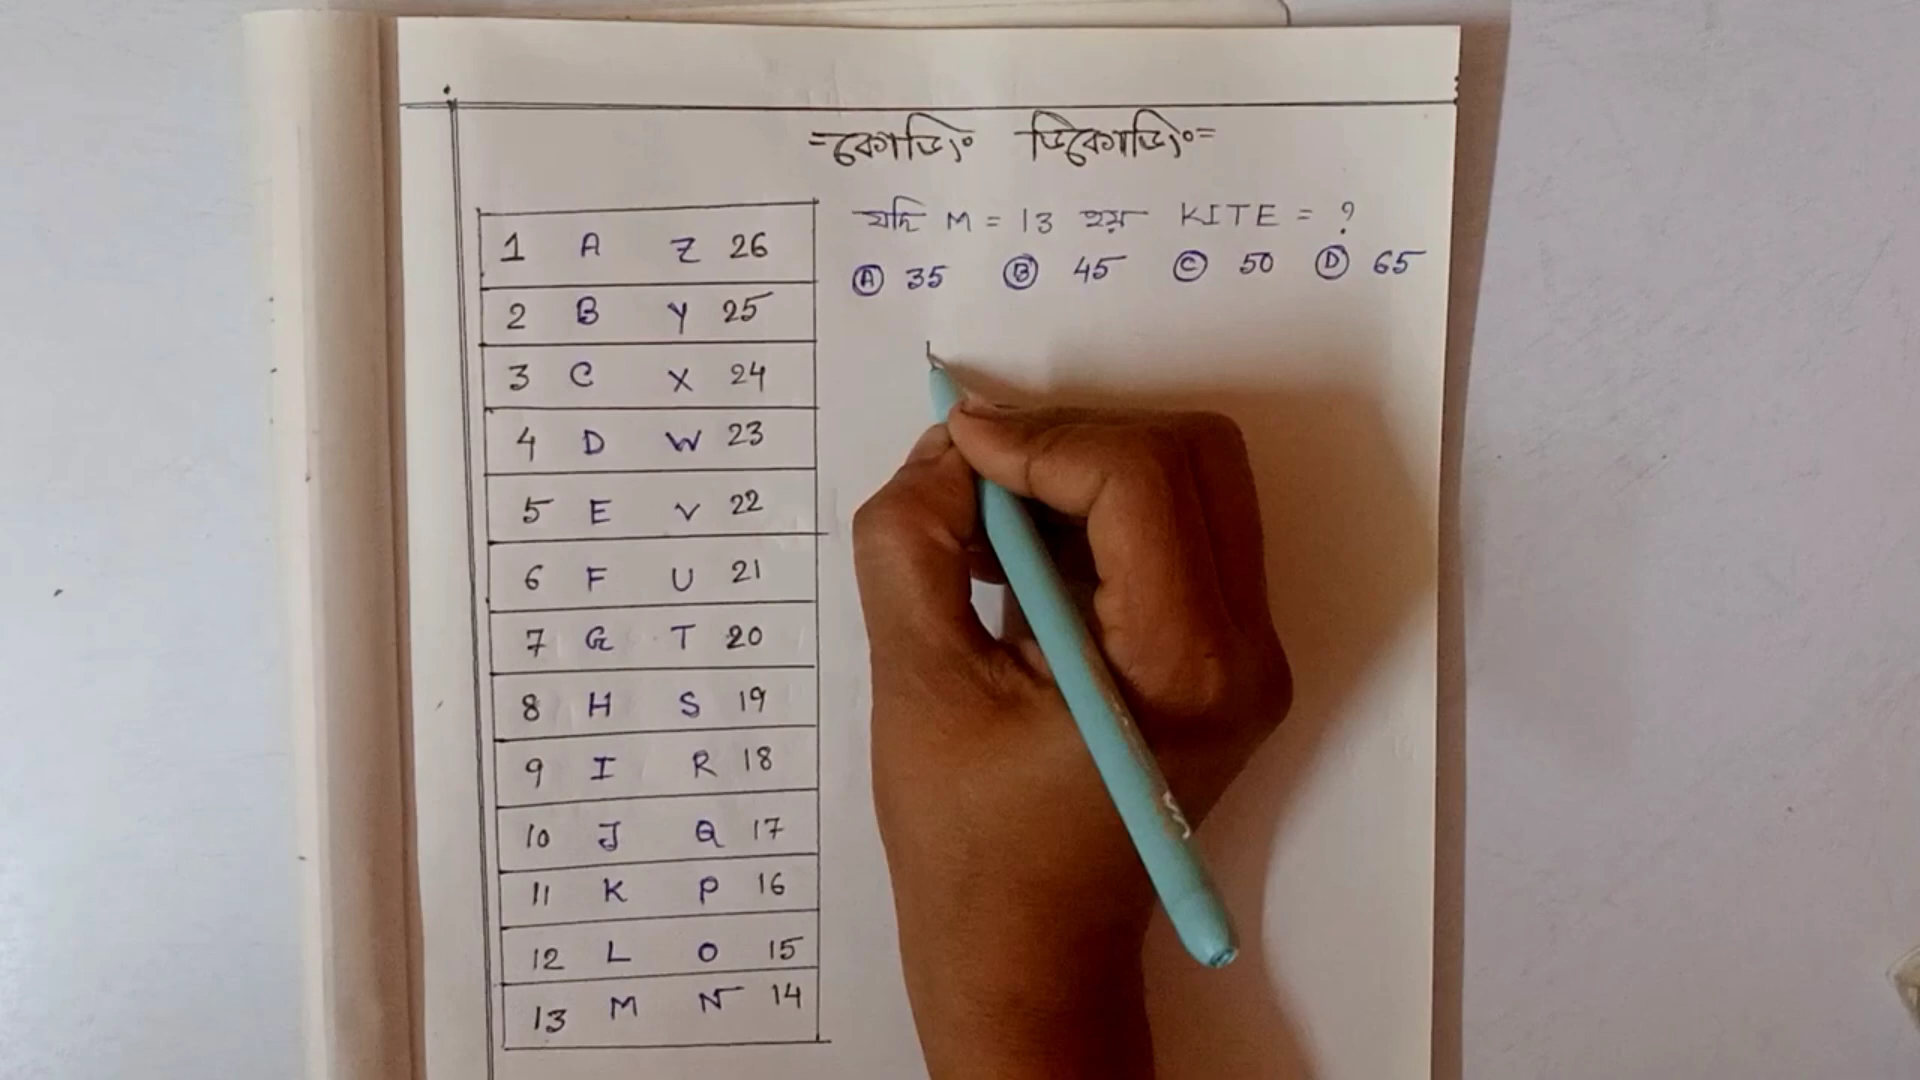 =কোডিং ডিকোডিং=
যদি M = 13 হয় KITE = ?
Ⓐ 35 Ⓑ 45 Ⓒ 50 Ⓓ 65
1 A Z 26
2 B Y 25
3 C X 24
4 D W 23
5 E V 22
6 F U 21
7 G T 20
8 H S 19
9 I R 18
10 J Q 17
11 K P 16
12 L O 15
13 M N 14